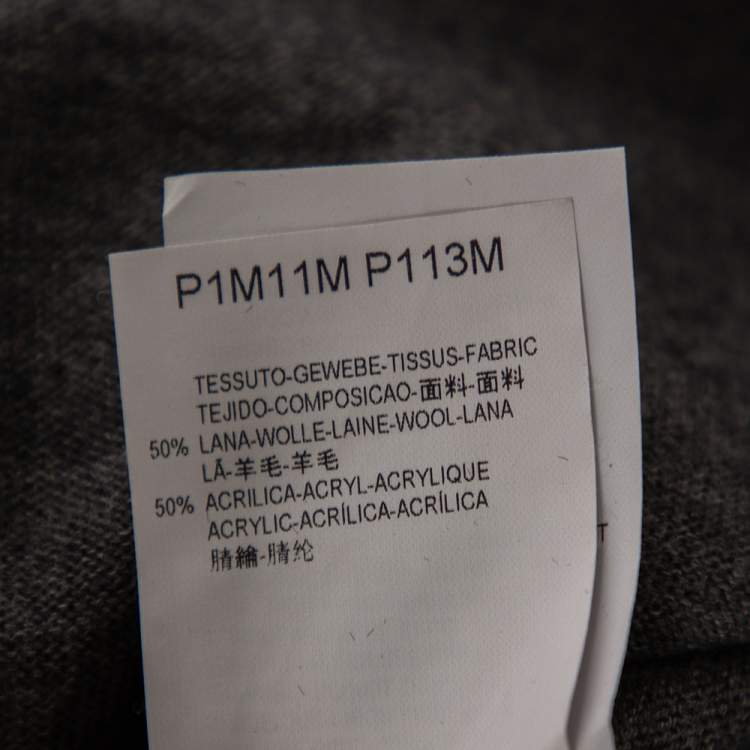 P1M11M P113M
TESSUTO-GEWEBE-TISSUS-FABRIC
TEJIDO-COMPOSICAO-面料-面料
50% LANA-WOLLE-LAINE-WOOL-LANA
LÃ-羊毛-羊毛
50% ACRILICA-ACRYL-ACRYLIQUE
ACRYLIC-ACRÍLICA-ACRÍLICA
腈綸-腈纶
T